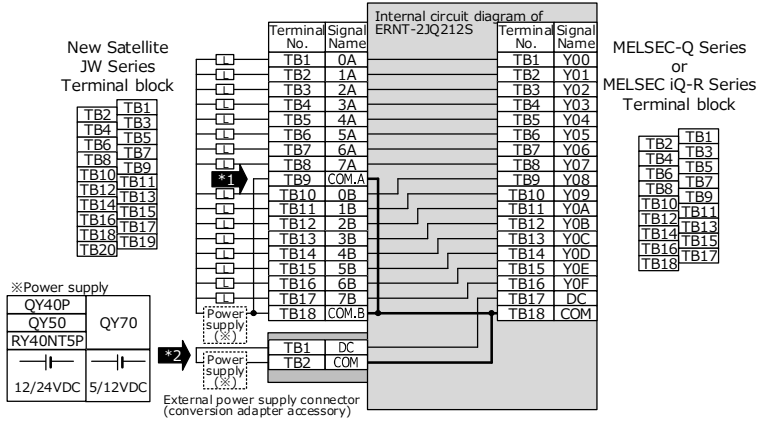 Internal circuit diagram of
ERNT-2JQ212S
New Satellite
JW Series
Terminal block
TB1
TB2
TB3
TB4
TB5
TB6
TB7
TB8
TB9
TB10
TB11
TB12
TB13
TB14
TB15
TB16
TB17
TB18
TB19
TB20
Terminal No. Signal Name Terminal No. Signal Name
L TB1 0A TB1 Y00
L TB2 1A TB2 Y01
L TB3 2A TB3 Y02
L TB4 3A TB4 Y03
L TB5 4A TB5 Y04
L TB6 5A TB6 Y05
L TB7 6A TB7 Y06
L TB8 7A TB8 Y07
*1 TB9 COM.A TB9 Y08
L TB10 0B TB10 Y09
L TB11 1B TB11 Y0A
L TB12 2B TB12 Y0B
L TB13 3B TB13 Y0C
L TB14 4B TB14 Y0D
L TB15 5B TB15 Y0E
L TB16 6B TB16 Y0F
L TB17 7B TB17 DC
Power supply (※) TB18 COM.B TB18 COM
*2 TB1 DC
Power supply (※) TB2 COM
External power supply connector
(conversion adapter accessory)
MELSEC-Q Series
or
MELSEC iQ-R Series
Terminal block
TB1
TB2
TB3
TB4
TB5
TB6
TB7
TB8
TB9
TB10
TB11
TB12
TB13
TB14
TB15
TB16
TB17
TB18
※Power supply
QY40P
QY50 QY70
RY40NT5P
12/24VDC 5/12VDC